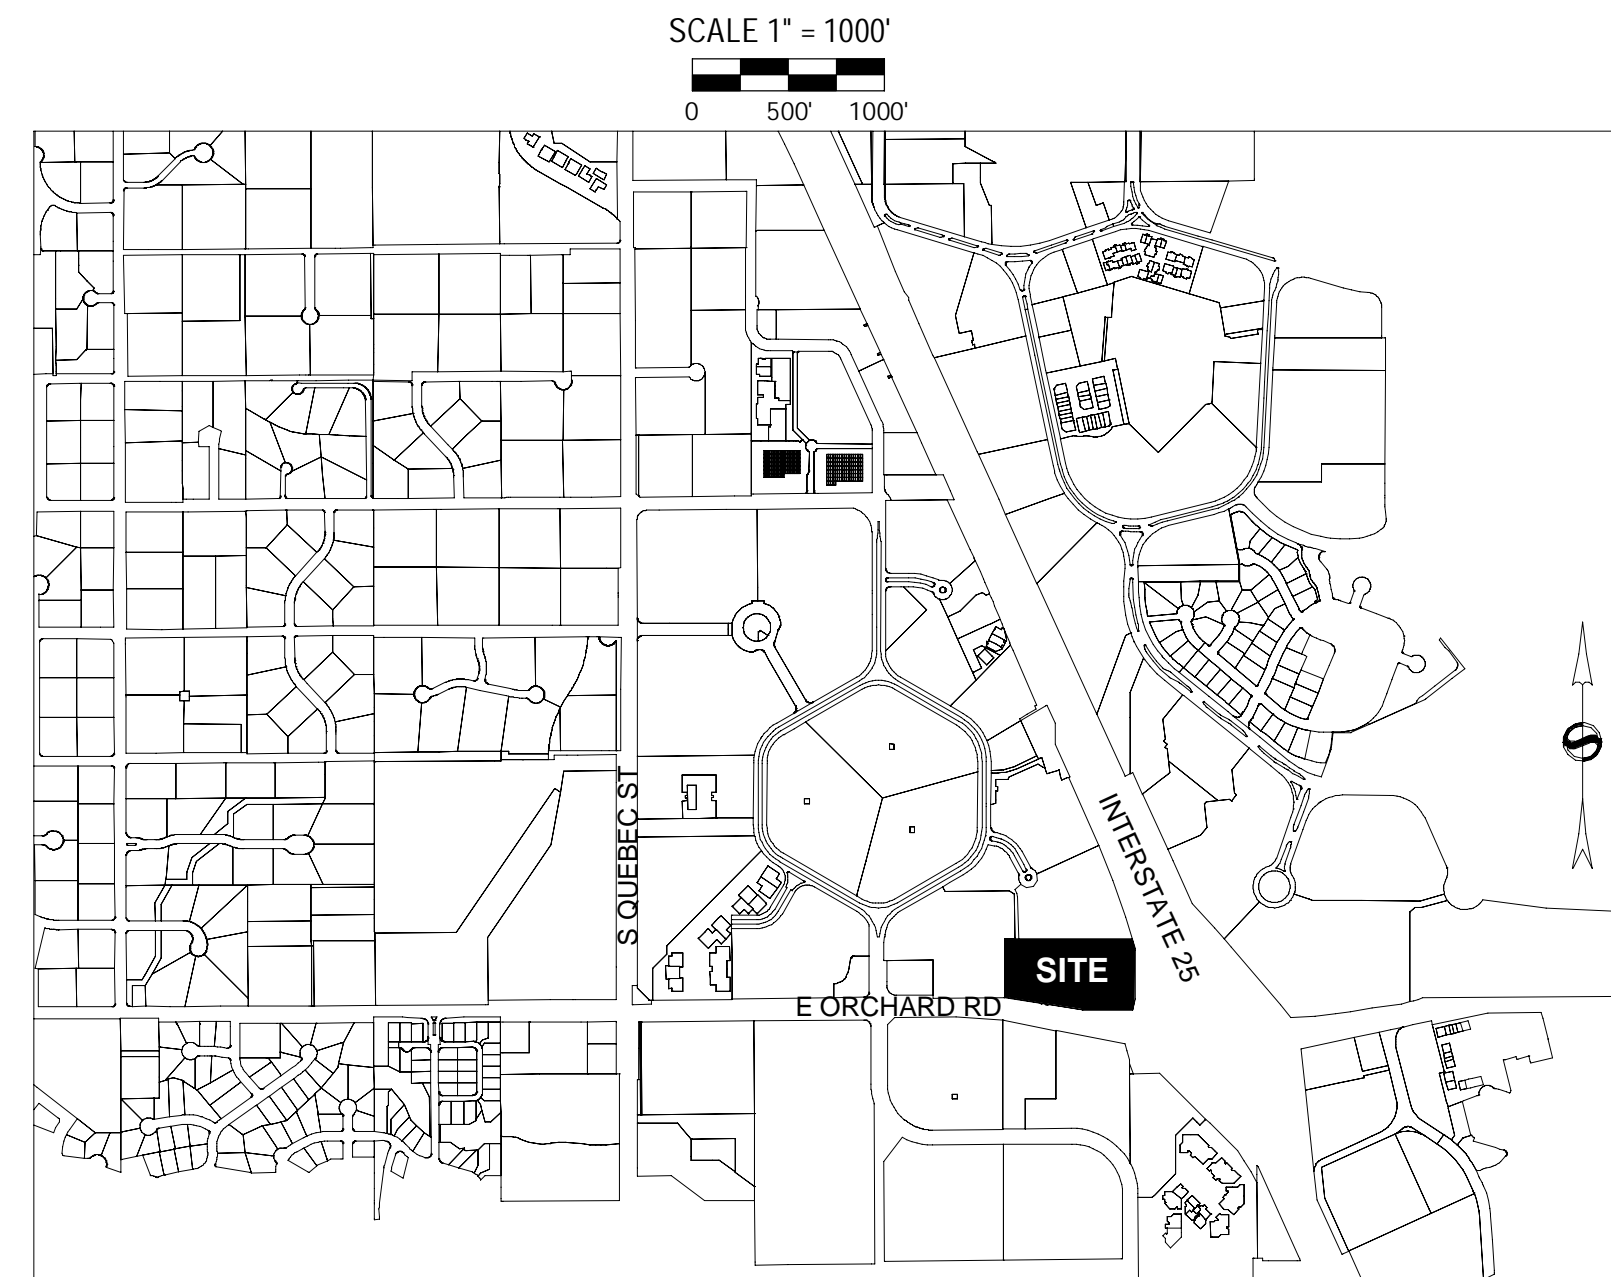 SCALE 1" = 1000'
0 500' 1000'
S QUEBEC ST
INTERSTATE 25
SITE
E ORCHARD RD